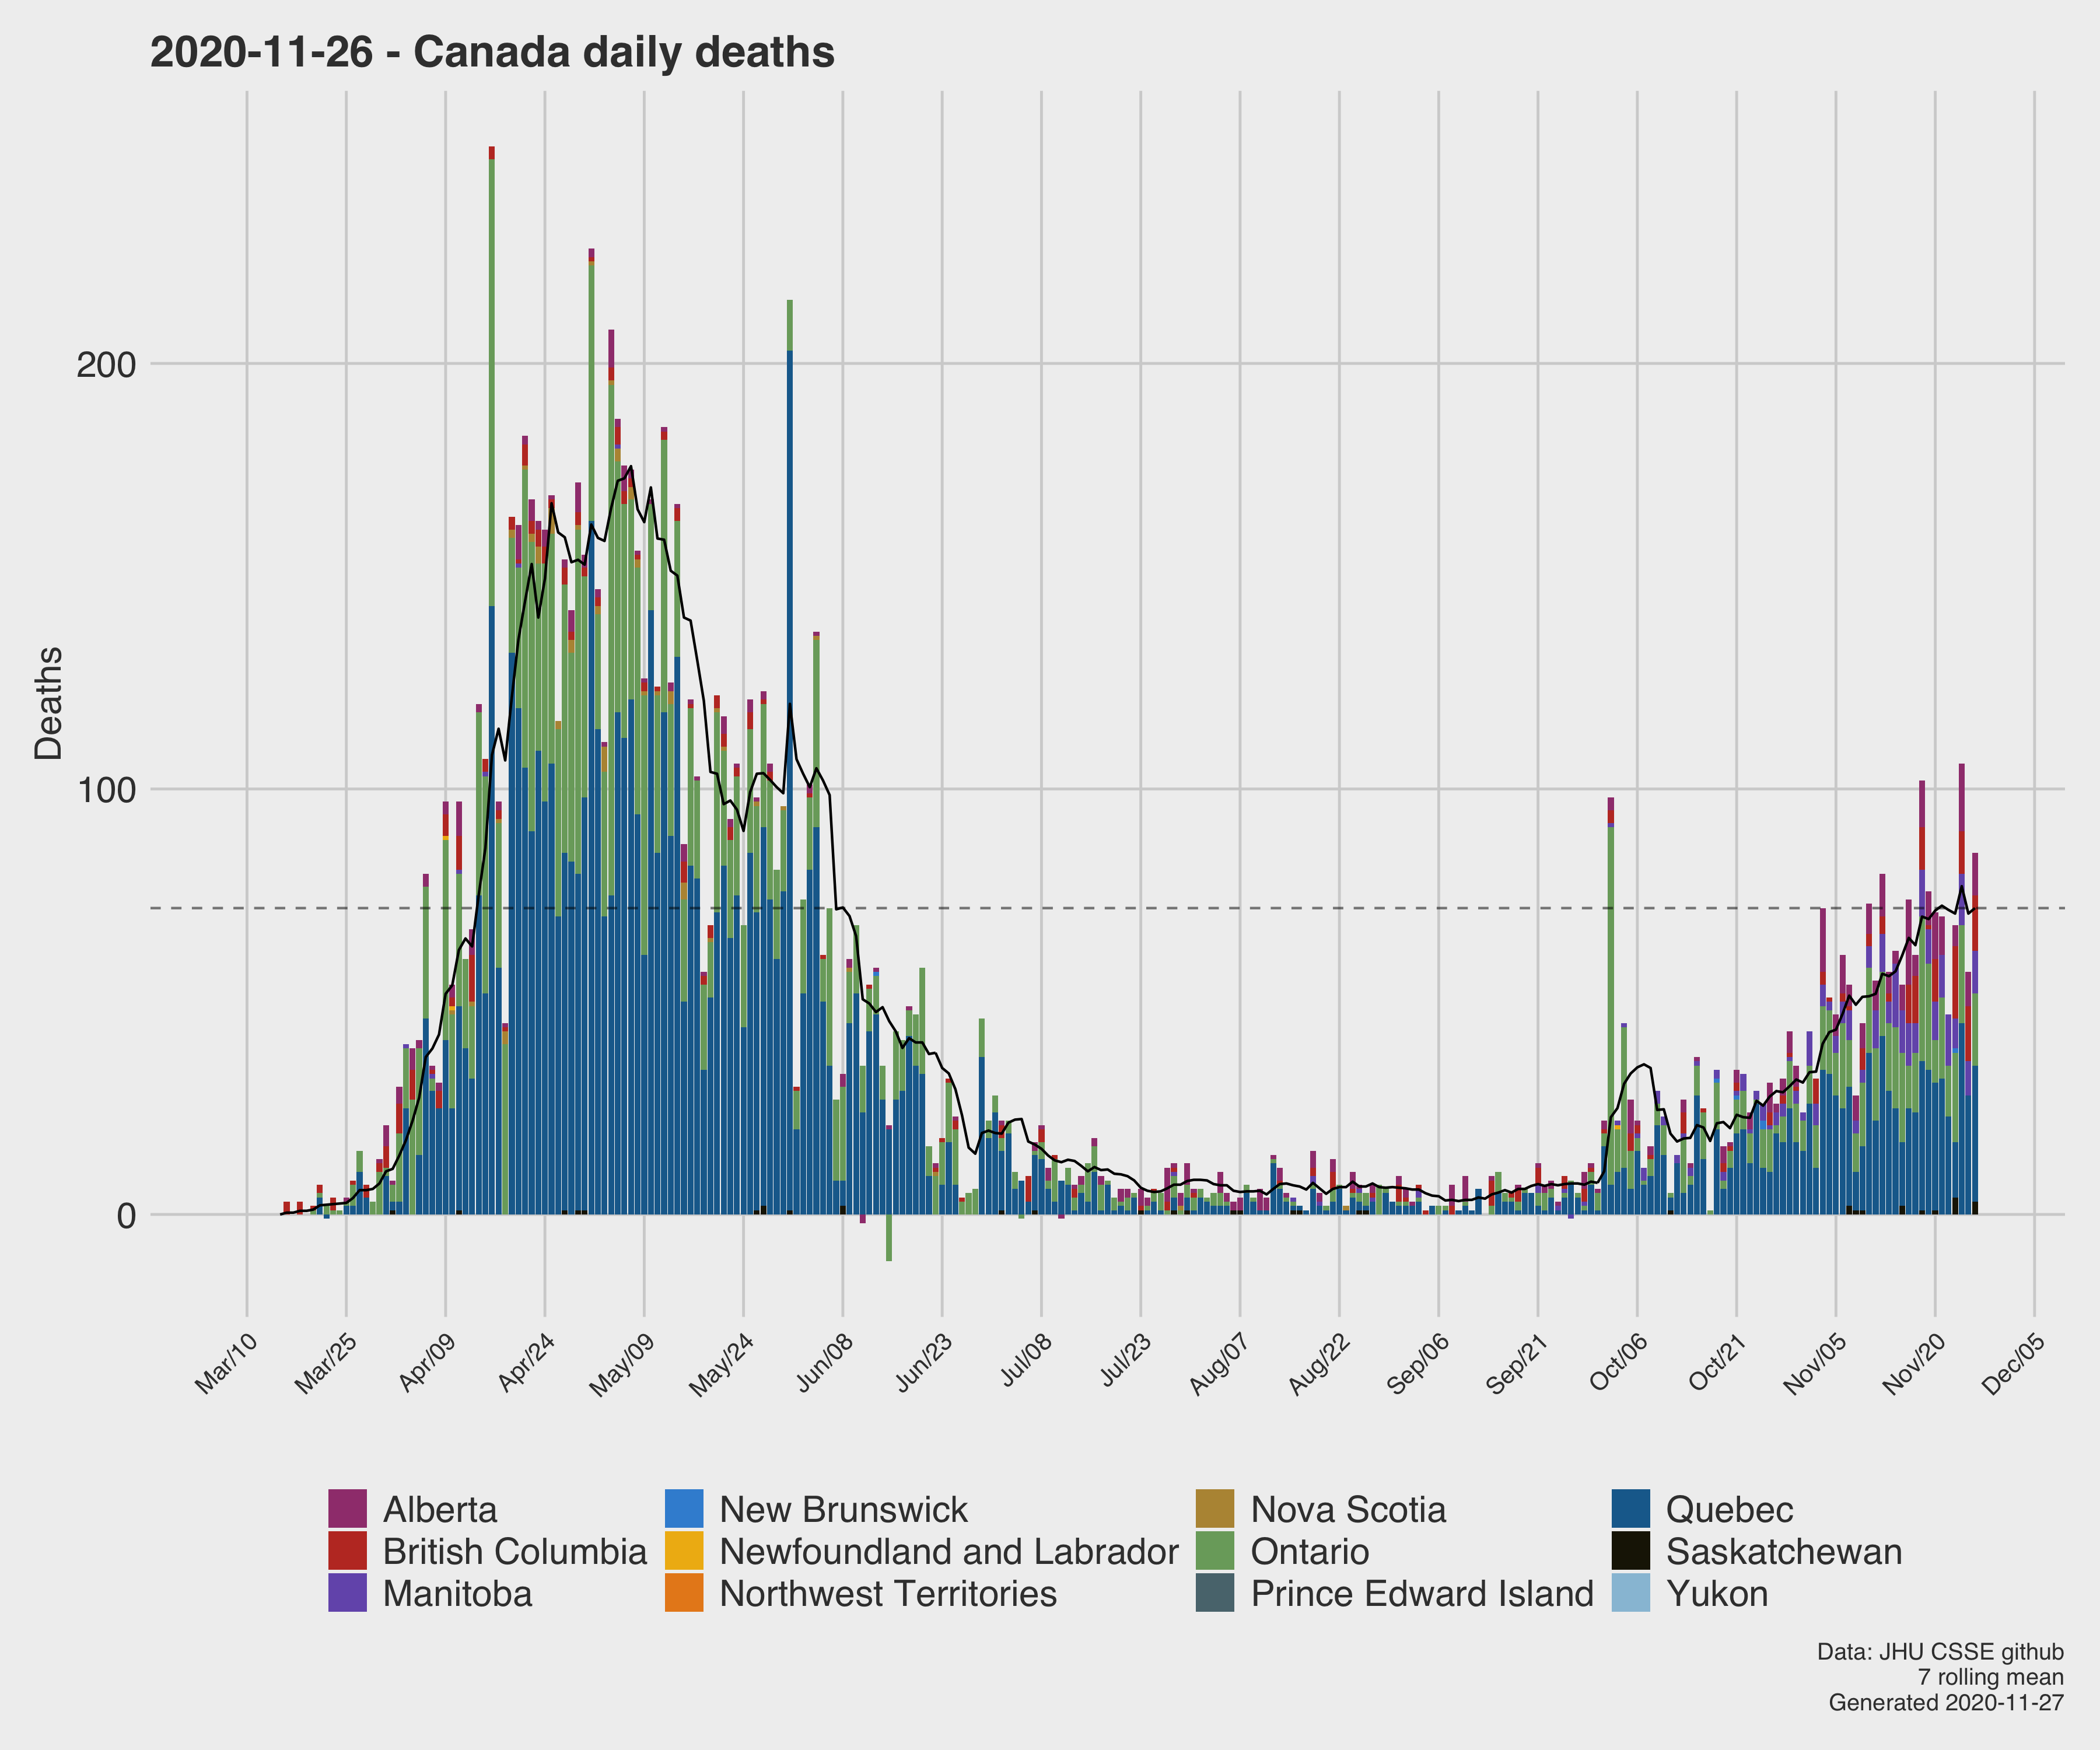 2020-11-26 - Canada daily deaths
Deaths
200
100
0
Mar/10 Mar/25 Apr/09 Apr/24 May/09 May/24 Jun/08 Jun/23 Jul/08 Jul/23 Aug/07 Aug/22 Sep/06 Sep/21 Oct/06 Oct/21 Nov/05 Nov/20 Dec/05
Alberta New Brunswick Nova Scotia Quebec
British Columbia Newfoundland and Labrador Ontario Saskatchewan
Manitoba Northwest Territories Prince Edward Island Yukon
Data: JHU CSSE github
7 rolling mean
Generated 2020-11-27